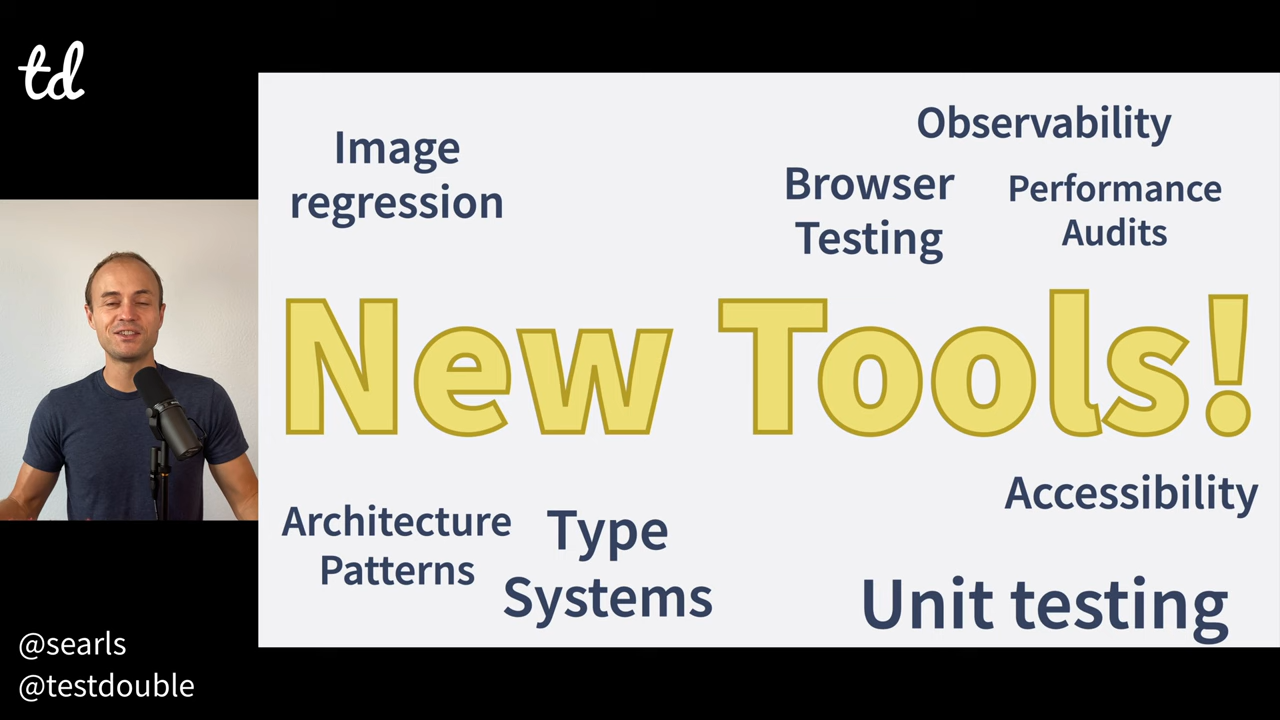 td
Image
regression
Observability
Browser
Testing
Performance
Audits
New Tools!
Accessibility
Architecture
Patterns
Type
Systems
Unit testing
@searls
@testdouble